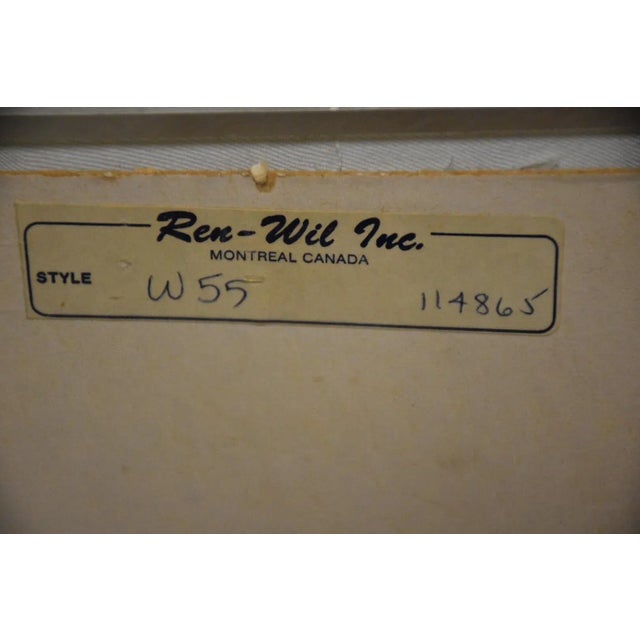 Ren-Wil Inc.
MONTREAL CANADA
STYLE W55 114865